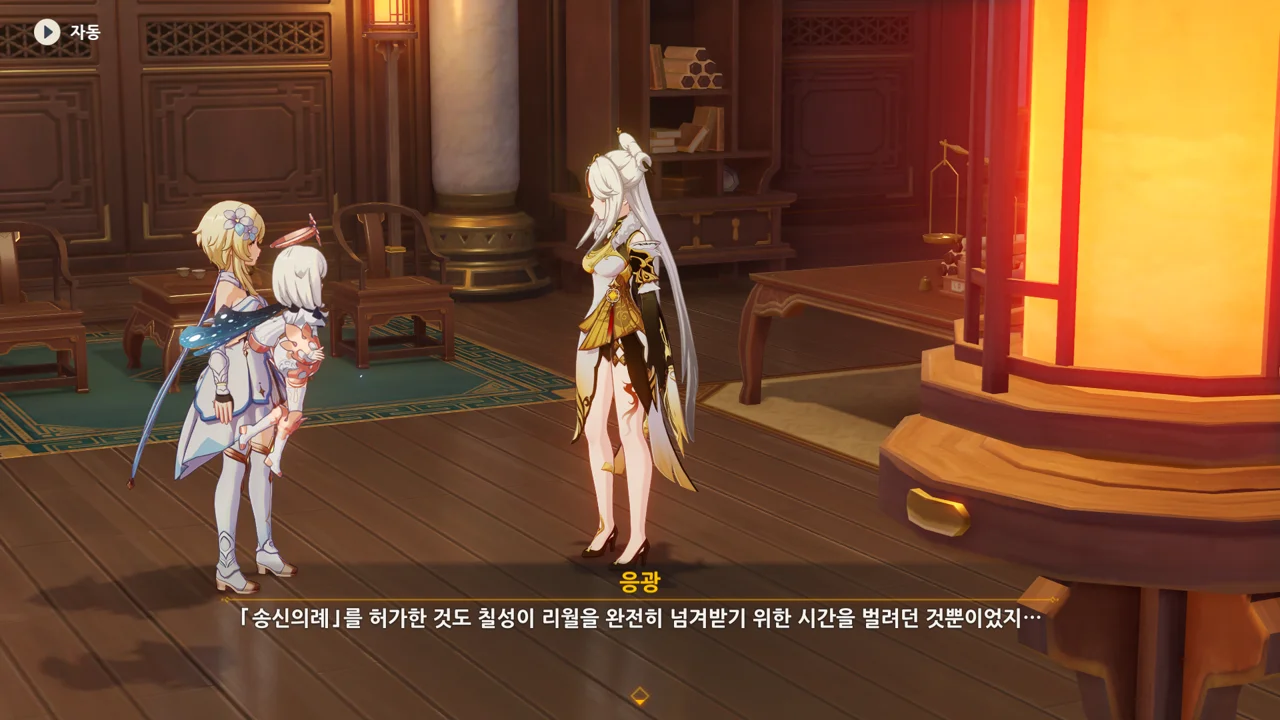 자동
응광
「송신의례」를 허가한 것도 칠성이 리월을 완전히 넘겨받기 위한 시간을 벌려던 것뿐이었지…